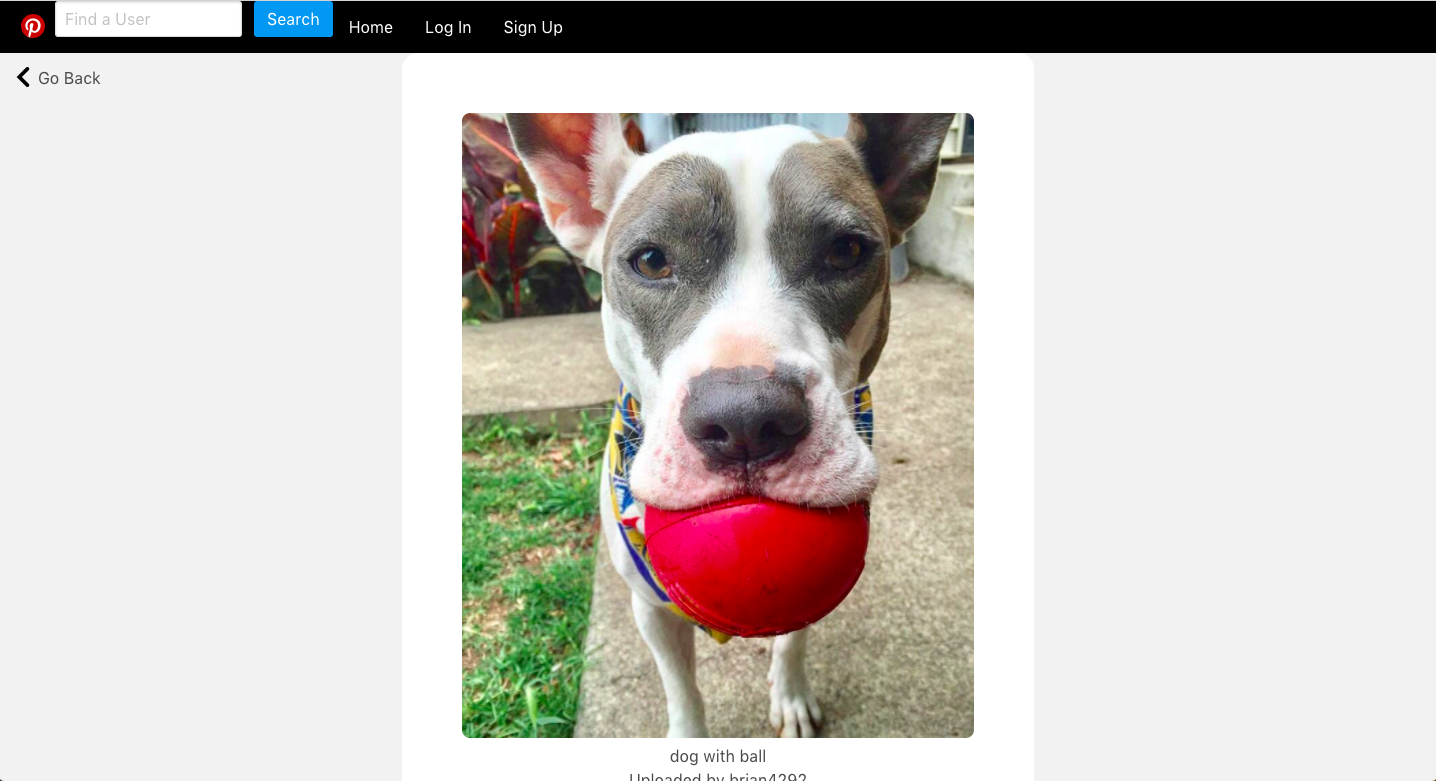 Find a User
Search
Home
Log In
Sign Up
Go Back
dog with ball
Uploaded by brian4292